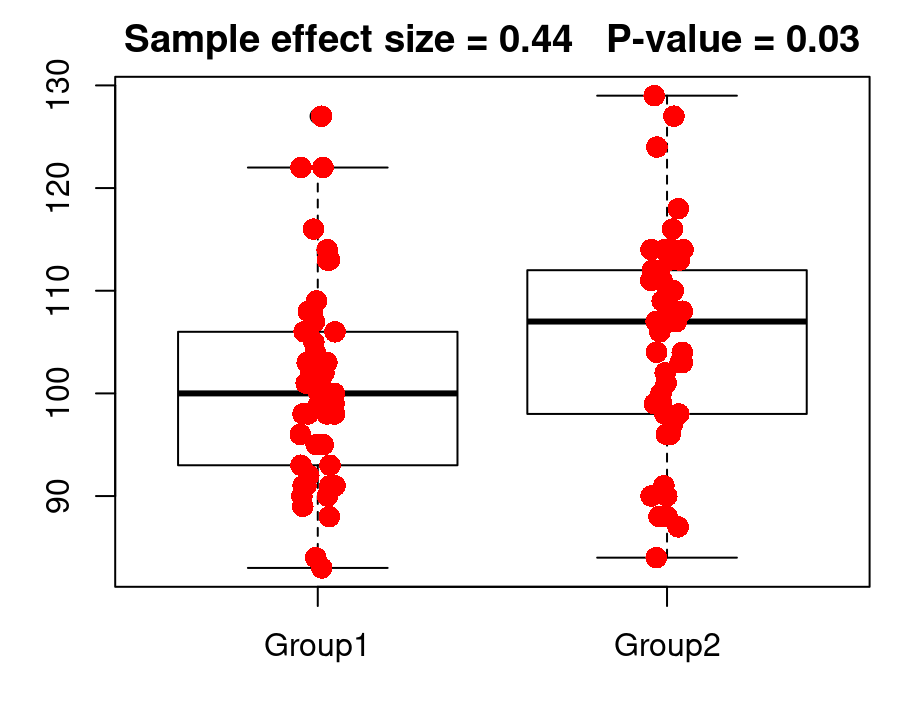 Sample effect size = 0.44   P-value = 0.03
130
120
110
100
90
Group1
Group2